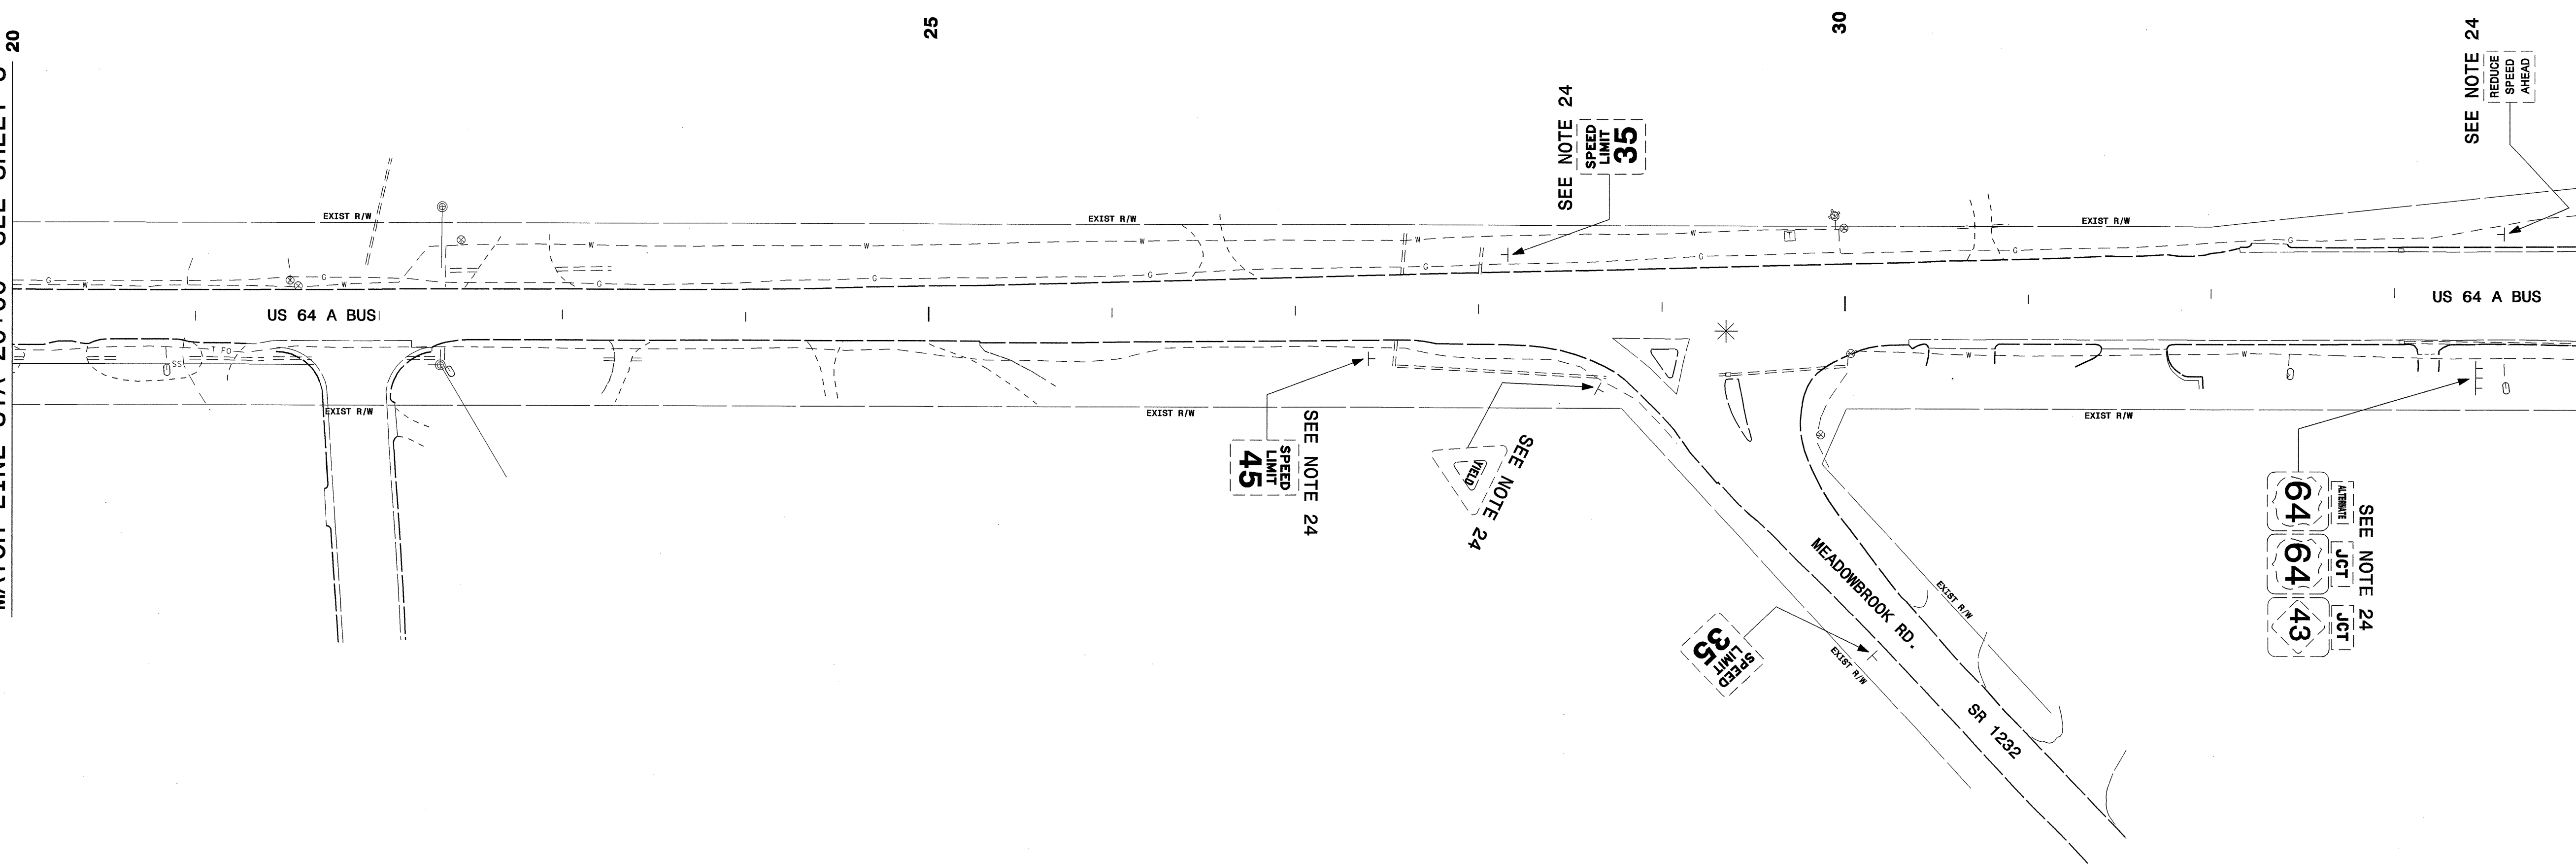 20
25
30
SEE NOTE 24
REDUCE
SPEED
AHEAD
SEE NOTE 24
SPEED
LIMIT
35
EXIST R/W
EXIST R/W
EXIST R/W
W
W
W
W
W
G
G
G
G
G
G
G
G
W
W
US 64 A BUS
US 64 A BUS
T FO
SS
W
W
EXIST R/W
EXIST R/W
EXIST R/W
SEE NOTE 24
SPEED
LIMIT
45
SEE NOTE 24
YIELD
SEE NOTE 24
ALTERNATE
JCT
JCT
64
64
43
MEADOWBROOK RD.
SR 1232
EXIST R/W
EXIST R/W
SPEED
LIMIT
35